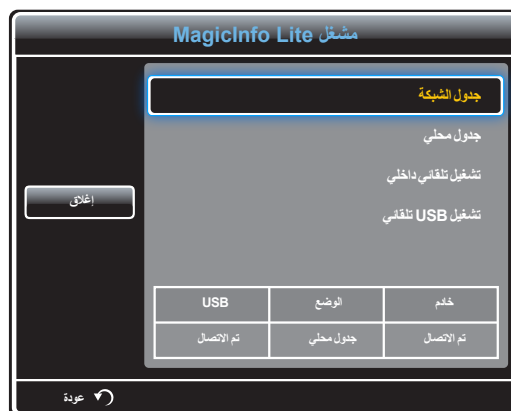 مشغل MagicInfo Lite
جدول الشبكة
جدول محلي
تشغيل تلقائي داخلي
تشغيل USB تلقائي
إغلاق
خادم الوضع USB
تم الاتصال جدول محلي تم الاتصال
عودة